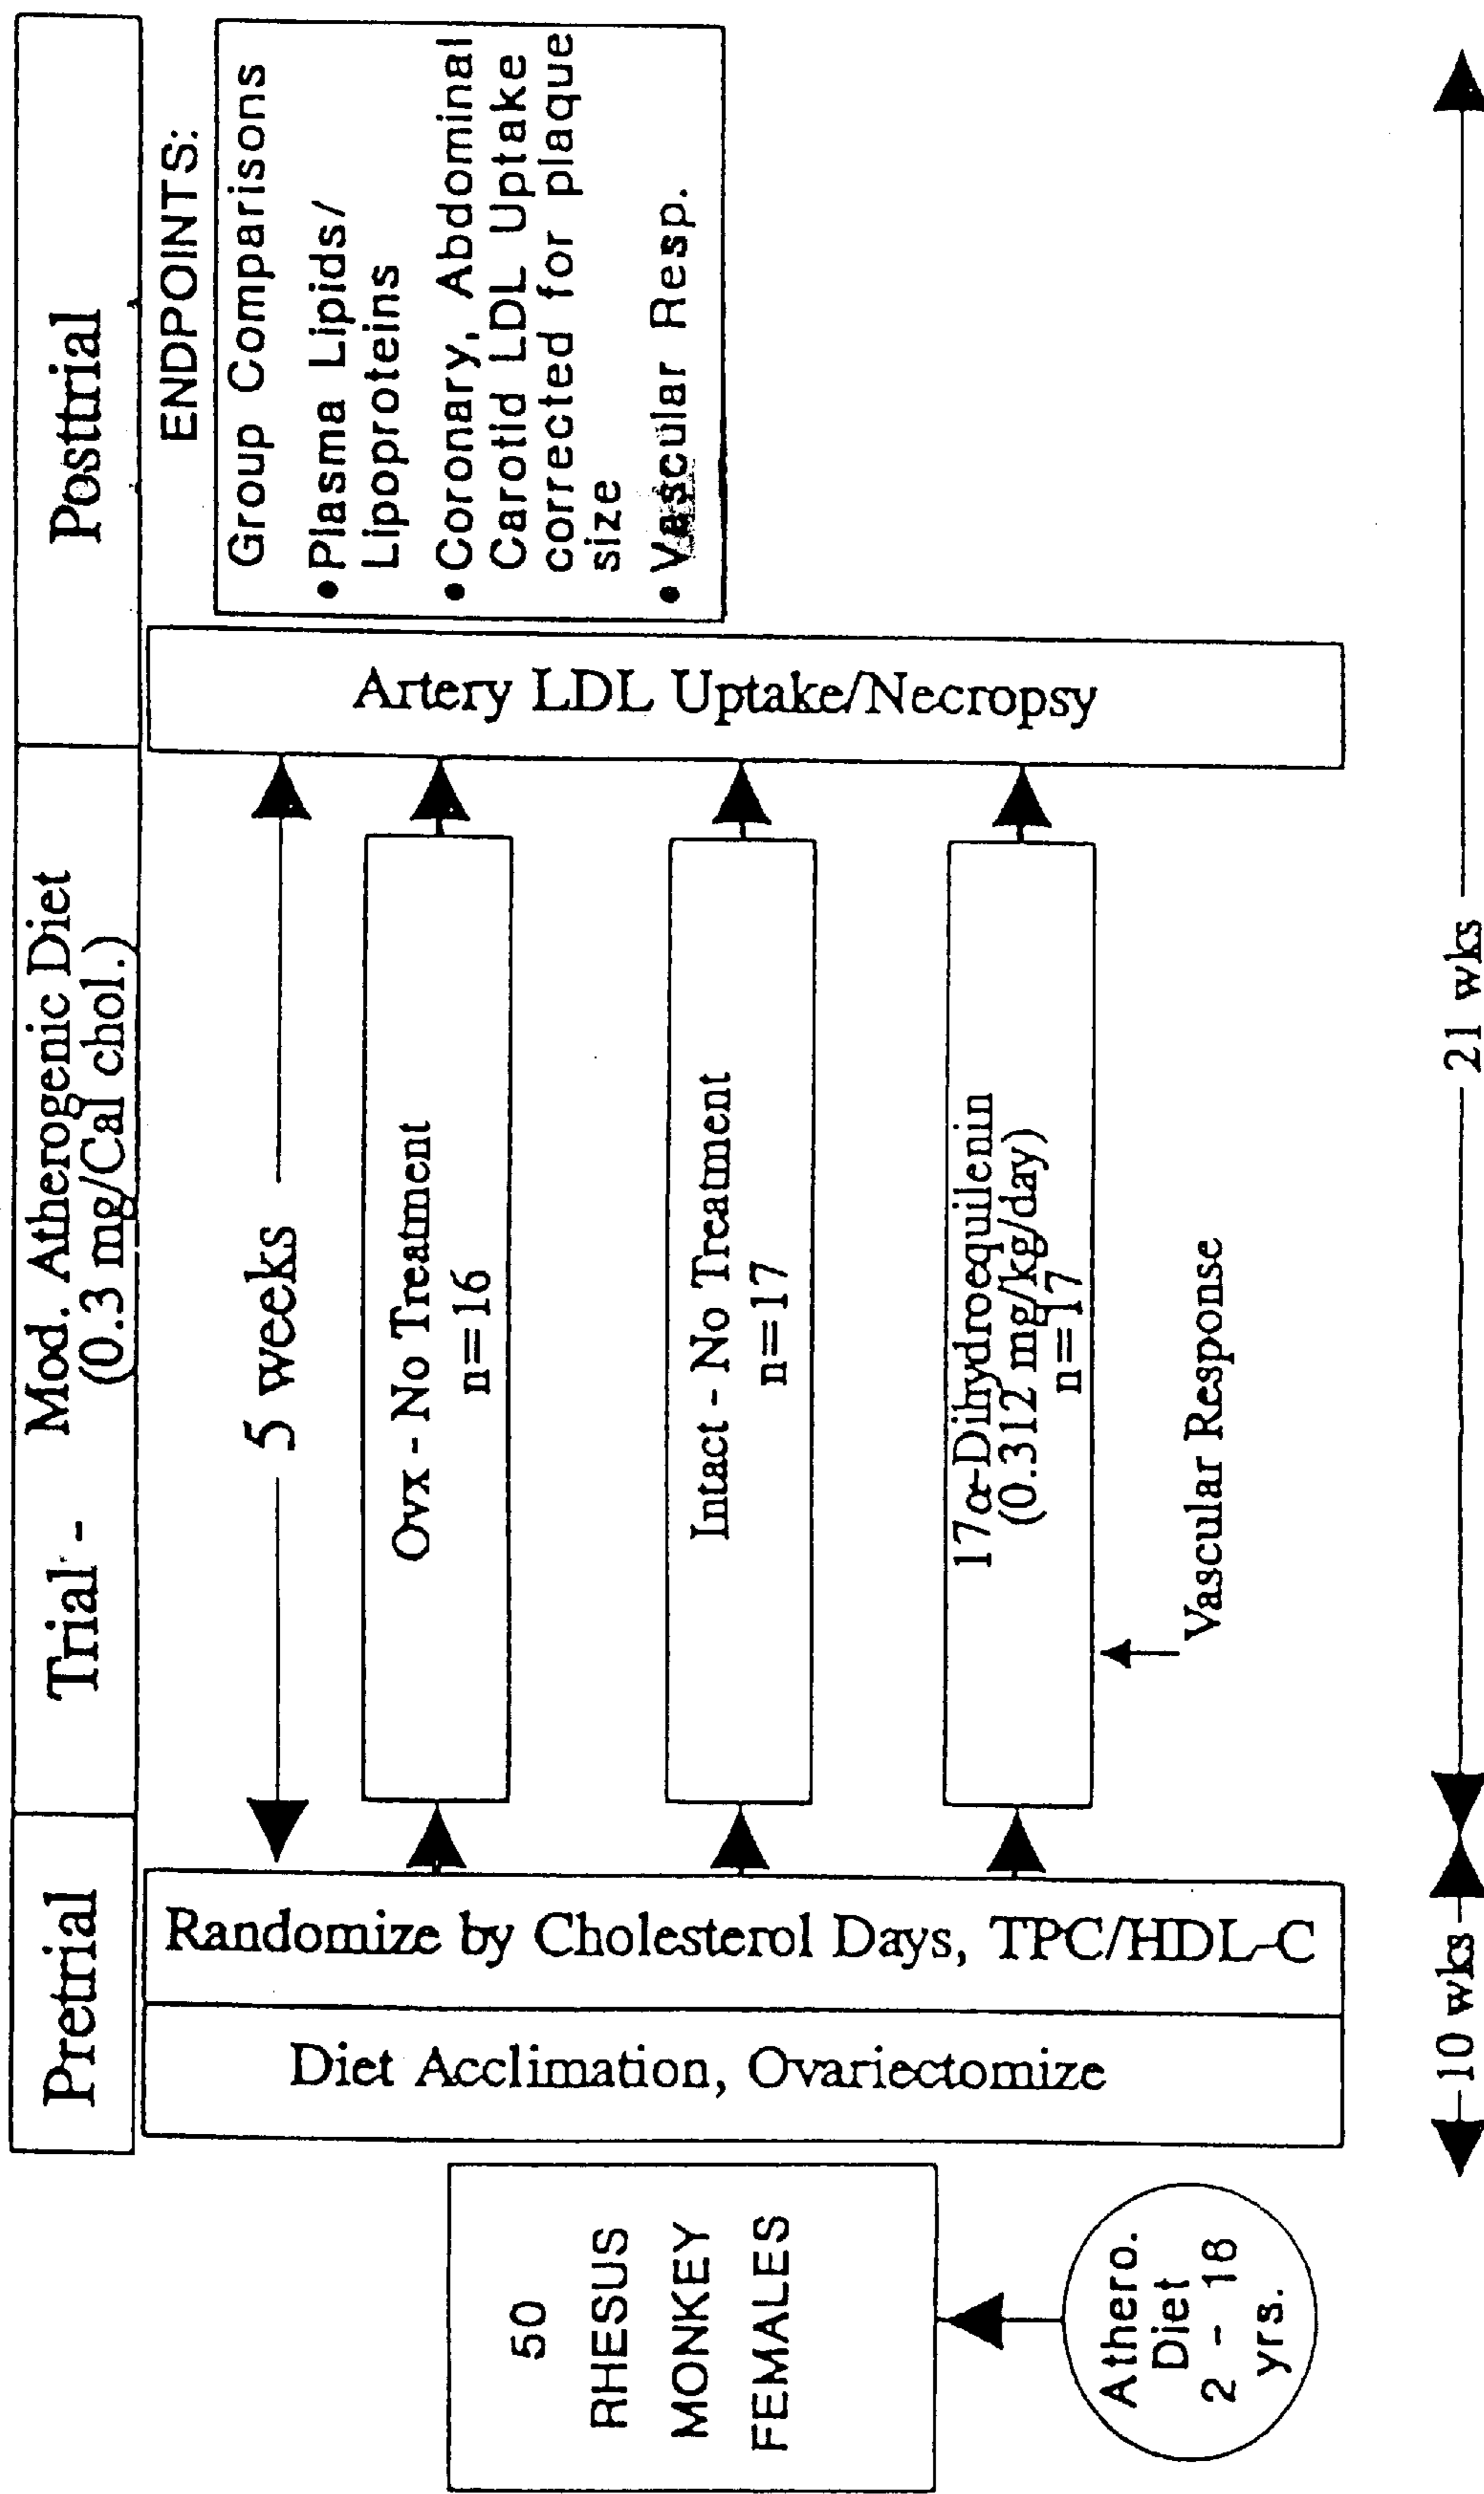 Pretrial
Trial - Mod. Atherogenic Diet
(0.3 mg/Cal chol.)
Posttrial
50
RHESUS
MONKEY
FEMALES
Athero.
Diet
2 - 18
yrs.
Diet Acclimation, Ovariectomize
Randomize by Cholesterol Days, TPC/HDL-C
5 weeks
Ovx - No Treatment
n=16
Intact - No Treatment
n=17
17α-Dihydroequilenin
(0.312 mg/kg/day)
n=17
Vascular Response
Artery LDL Uptake/Necropsy
ENDPOINTS:
Group Comparisons
• Plasma Lipids/
Lipoproteins
• Coronary, Abdominal
Carotid LDL Uptake
corrected for plaque
size
• Vascular Resp.
10 wks
21 wks